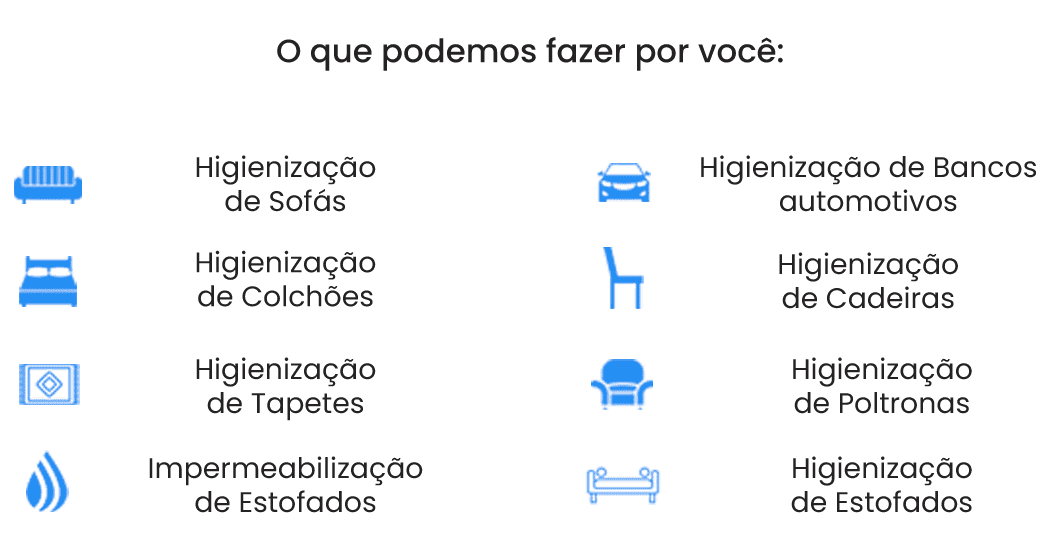 O que podemos fazer por você:
Higienização
de Sofás
Higienização de Bancos
automotivos
Higienização
de Colchões
Higienização
de Cadeiras
Higienização
de Tapetes
Higienização
de Poltronas
Impermeabilização
de Estofados
Higienização
de Estofados